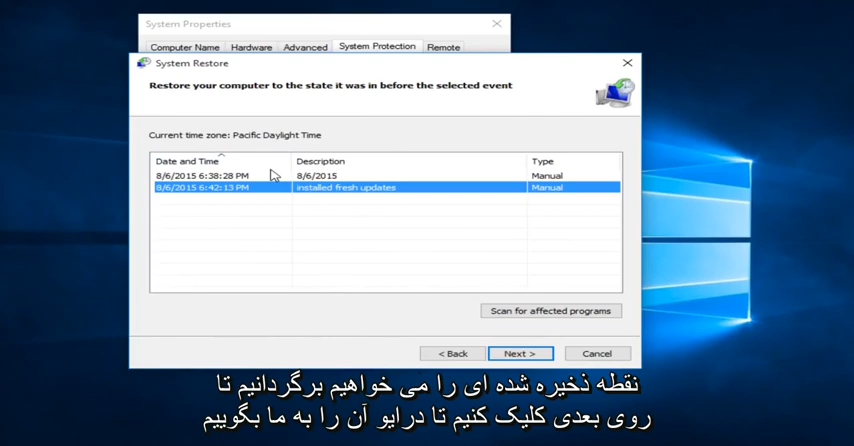 System Properties
Computer Name Hardware Advanced System Protection Remote
System Restore
Restore your computer to the state it was in before the selected event
Current time zone: Pacific Daylight Time
Date and Time Description Type
8/6/2015 6:38:28 PM 8/6/2015 Manual
8/6/2015 6:42:13 PM installed fresh updates Manual
Scan for affected programs
< Back Next > Cancel
نقطه ذخیره شده ای را می خواهیم برگردانیم تا
روی بعدی کلیک کنیم تا درایو آن را به ما بگوییم